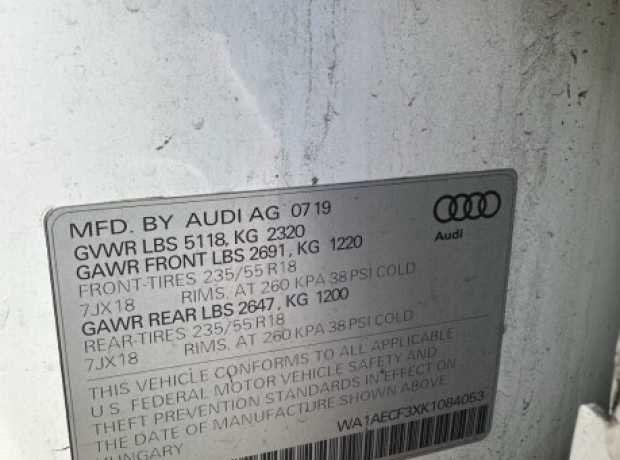 MFD. BY AUDI AG 0719
Audi
GVWR LBS 5118, KG 2320
GAWR FRONT LBS 2691, KG 1220
FRONT-TIRES 235/55 R18
7JX18 RIMS, AT 260 KPA 38 PSI COLD
GAWR REAR LBS 2647, KG 1200
REAR-TIRES 235/55 R18
7JX18 RIMS, AT 260 KPA 38 PSI COLD
THIS VEHICLE CONFORMS TO ALL APPLICABLE
U.S. FEDERAL MOTOR VEHICLE SAFETY AND
THEFT PREVENTION STANDARDS IN EFFECT ON
THE DATE OF MANUFACTURE SHOWN ABOVE.
HUNGARY
WA1AECF3XK1084053